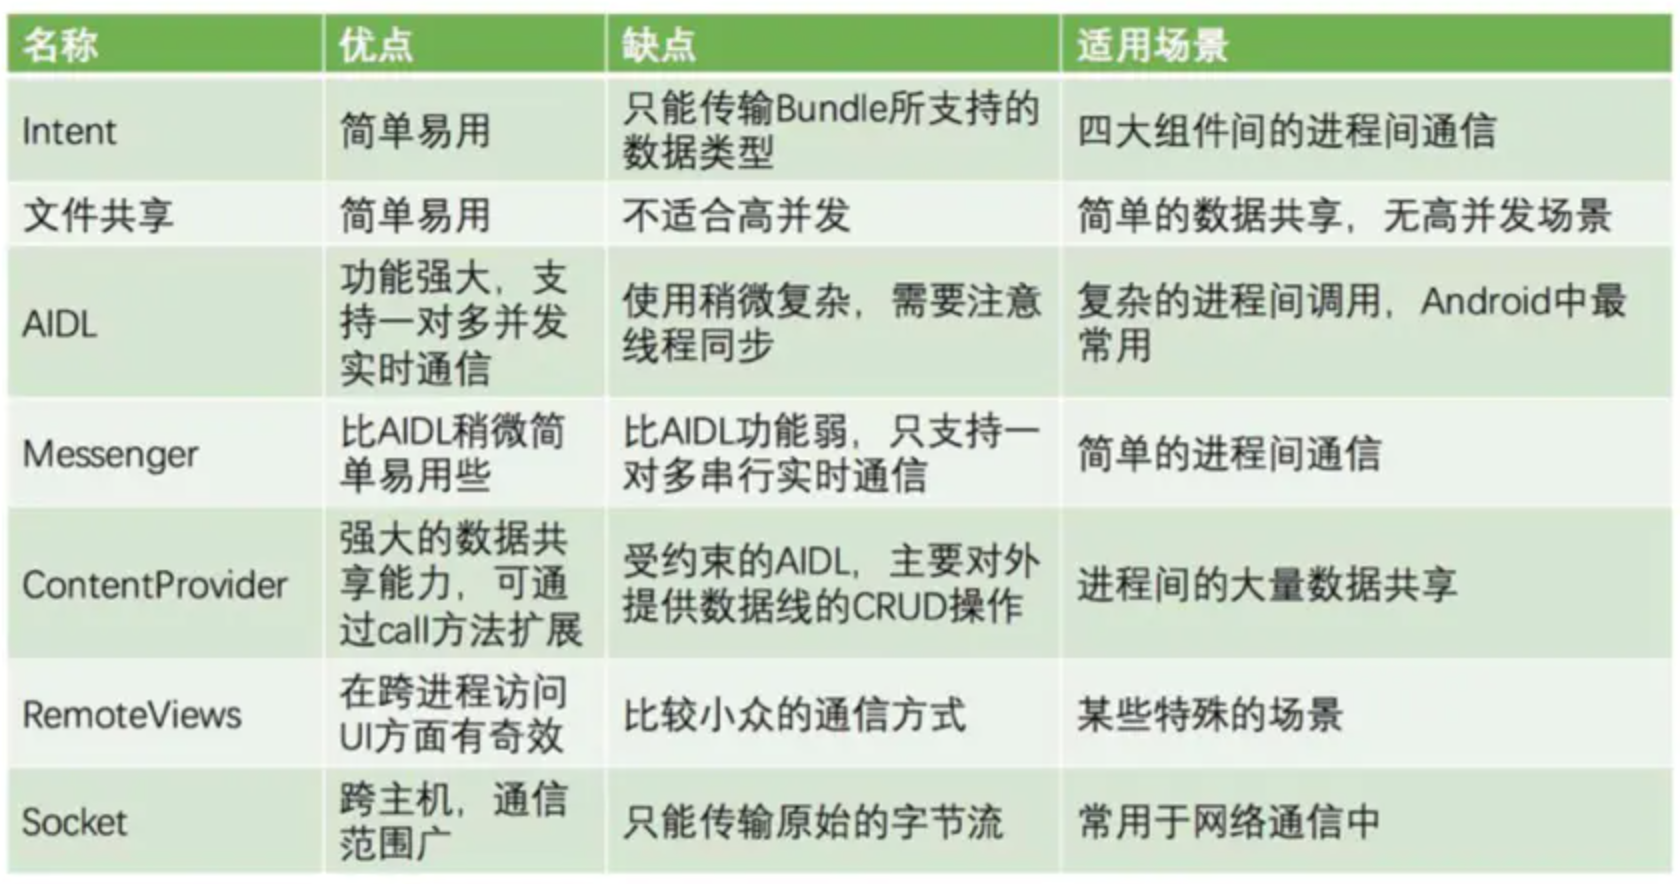 名称 优点 缺点 适用场景
Intent
简单易用
只能传输Bundle所支持的
数据类型
四大组件间的进程间通信
文件共享
简单易用
不适合高并发
简单的数据共享，无高并发场景
AIDL
功能强大，支
持一对多并发
实时通信
使用稍微复杂，需要注意
线程同步
复杂的进程间调用，Android中最
常用
Messenger
比AIDL稍微简
单易用些
比AIDL功能弱，只支持一
对多串行实时通信
简单的进程间通信
ContentProvider
强大的数据共
享能力，可通
过call方法扩展
受约束的AIDL，主要对外
提供数据线的CRUD操作
进程间的大量数据共享
RemoteViews
在跨进程访问
UI方面有奇效
比较小众的通信方式
某些特殊的场景
Socket
跨主机，通信
范围广
只能传输原始的字节流
常用于网络通信中